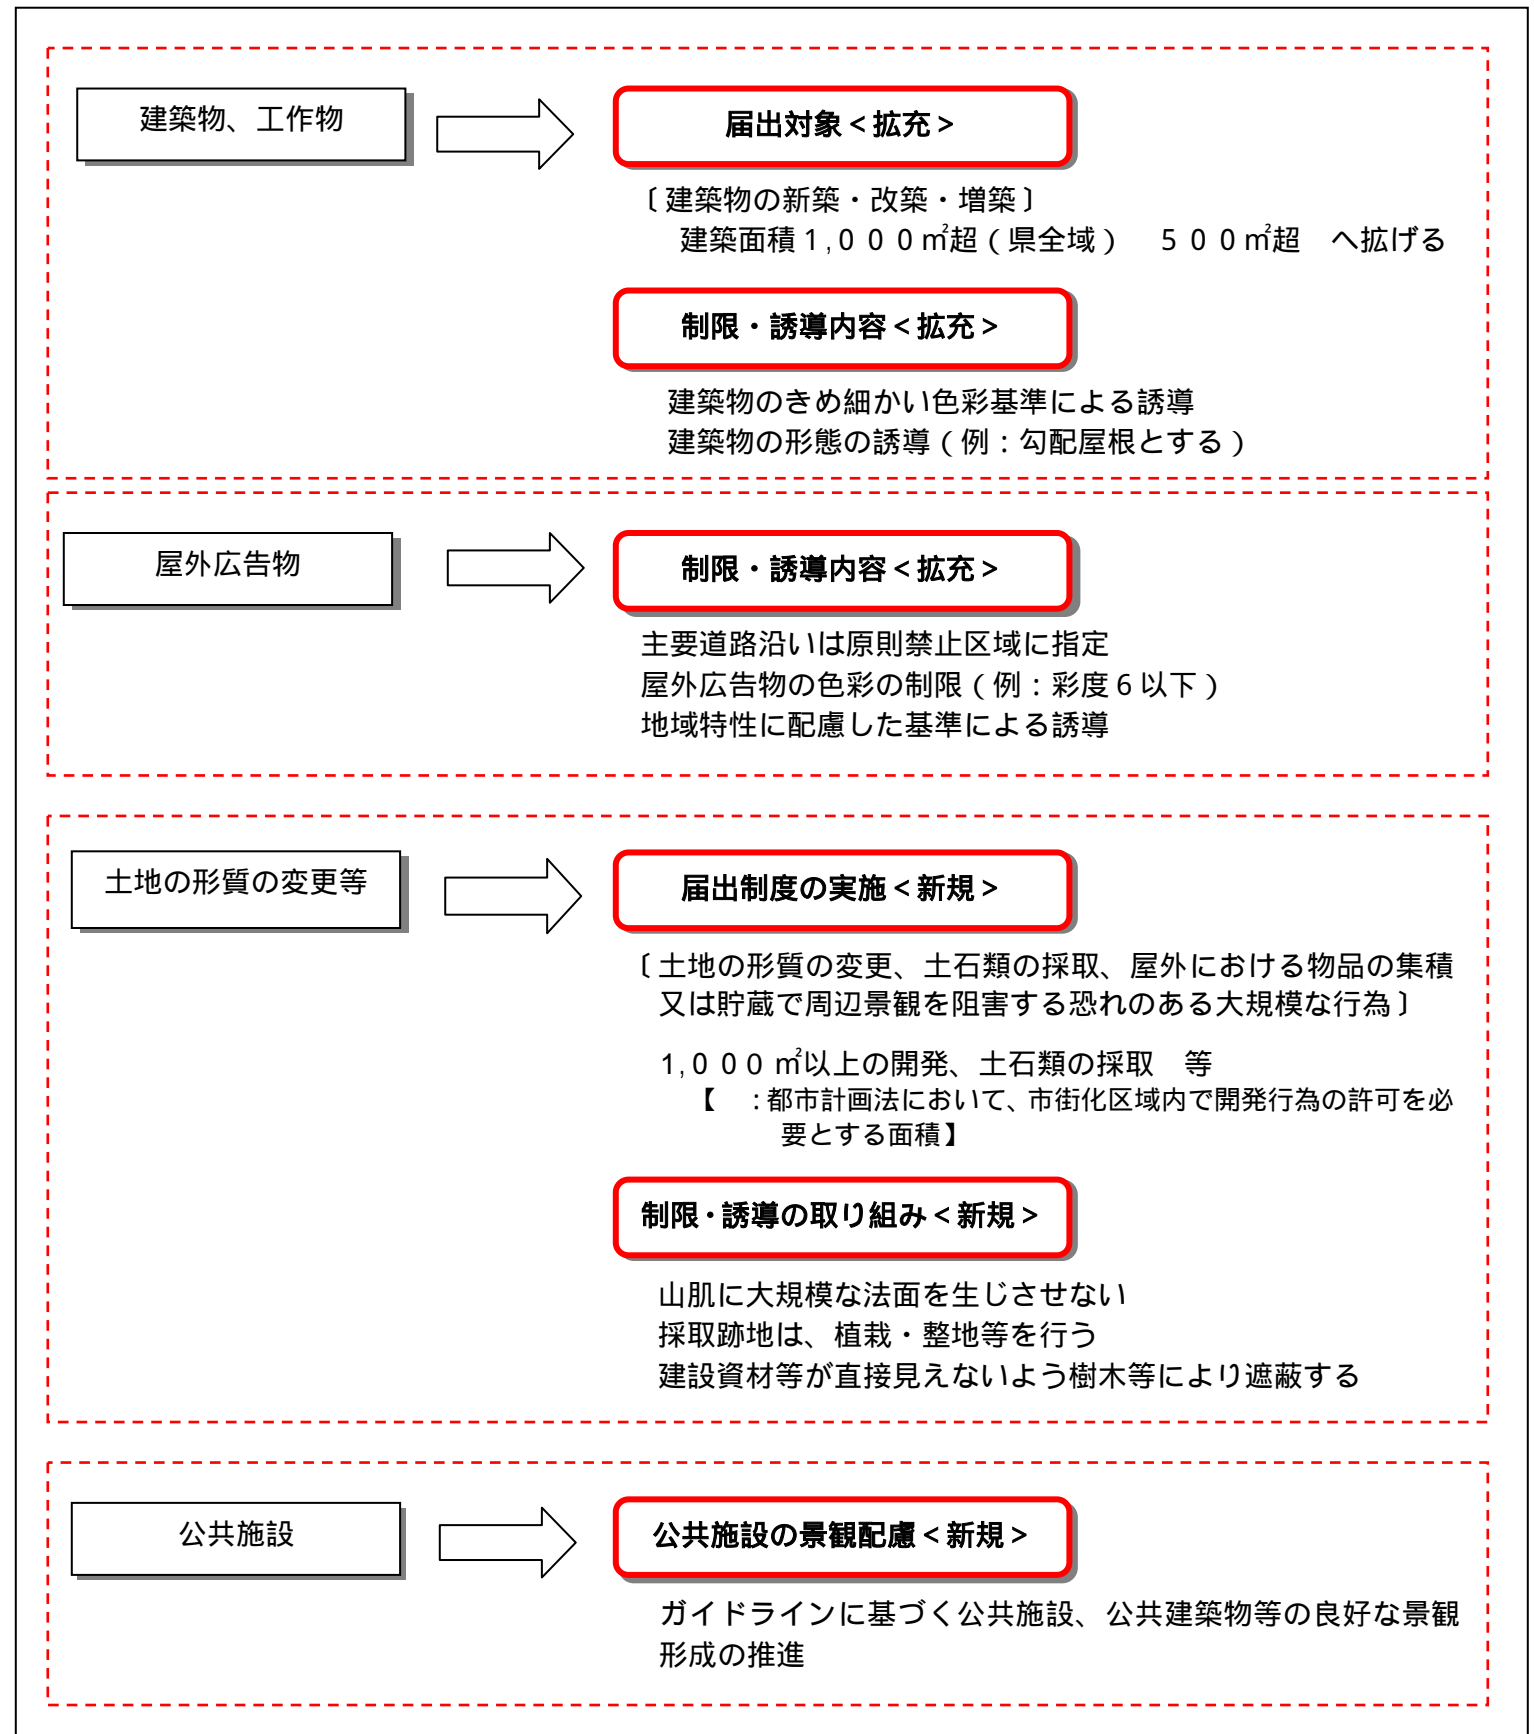 建築物、工作物
届出対象＜拡充＞
〔建築物の新築・改築・増築〕
建築面積1,000㎡超（県全域）　500㎡超　へ拡げる
制限・誘導内容＜拡充＞
建築物のきめ細かい色彩基準による誘導
建築物の形態の誘導（例：勾配屋根とする）
屋外広告物
制限・誘導内容＜拡充＞
主要道路沿いは原則禁止区域に指定
屋外広告物の色彩の制限（例：彩度6以下）
地域特性に配慮した基準による誘導
土地の形質の変更等
届出制度の実施＜新規＞
〔土地の形質の変更、土石類の採取、屋外における物品の集積
又は貯蔵で周辺景観を阻害する恐れのある大規模な行為〕
1,000㎡以上の開発、土石類の採取　等
【　：都市計画法において、市街化区域内で開発行為の許可を必
要とする面積】
制限・誘導の取り組み＜新規＞
山肌に大規模な法面を生じさせない
採取跡地は、植栽・整地等を行う
建設資材等が直接見えないよう樹木等により遮蔽する
公共施設
公共施設の景観配慮＜新規＞
ガイドラインに基づく公共施設、公共建築物等の良好な景観
形成の推進